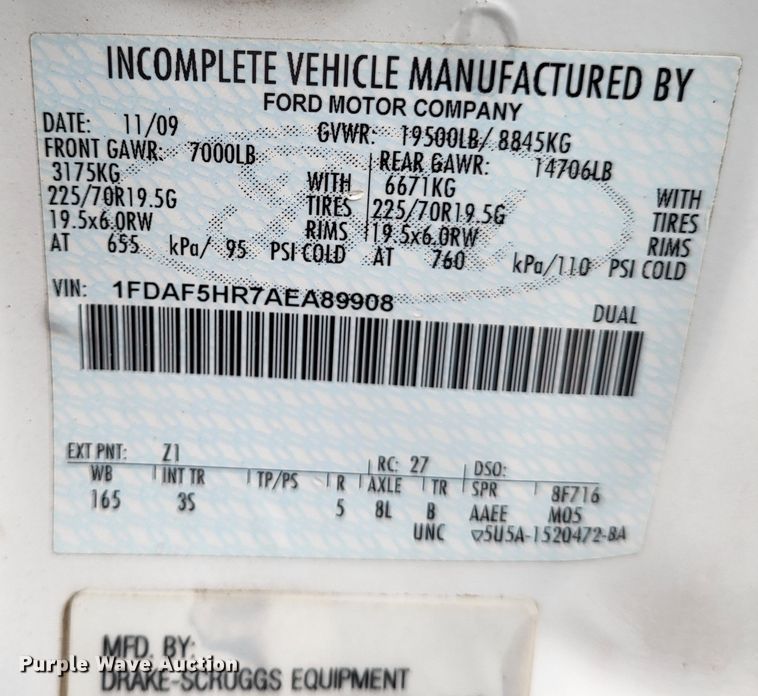 INCOMPLETE VEHICLE MANUFACTURED BY
FORD MOTOR COMPANY
DATE: 11/09 GVWR: 19500LB/ 8845KG
FRONT GAWR: 7000LB REAR GAWR: 14706LB
3175KG WITH 6671KG WITH
225/70R19.5G TIRES 225/70R19.5G TIRES
19.5x6.0RW RIMS 19.5x6.0RW RIMS
AT 655 kPa/ 95 PSI COLD AT 760 kPa/110 PSI COLD
VIN: 1FDAF5HR7AEA89908 DUAL
EXT PNT: Z1 RC: 27 DSO:
WB INT TR TP/PS R AXLE TR SPR 8F716
165 3S 5 8L B AAEE M05
UNC ▽5U5A-1520472-BA
MFD. BY:
Purple Wave Auction
DRAKE-SCRUGGS EQUIPMENT